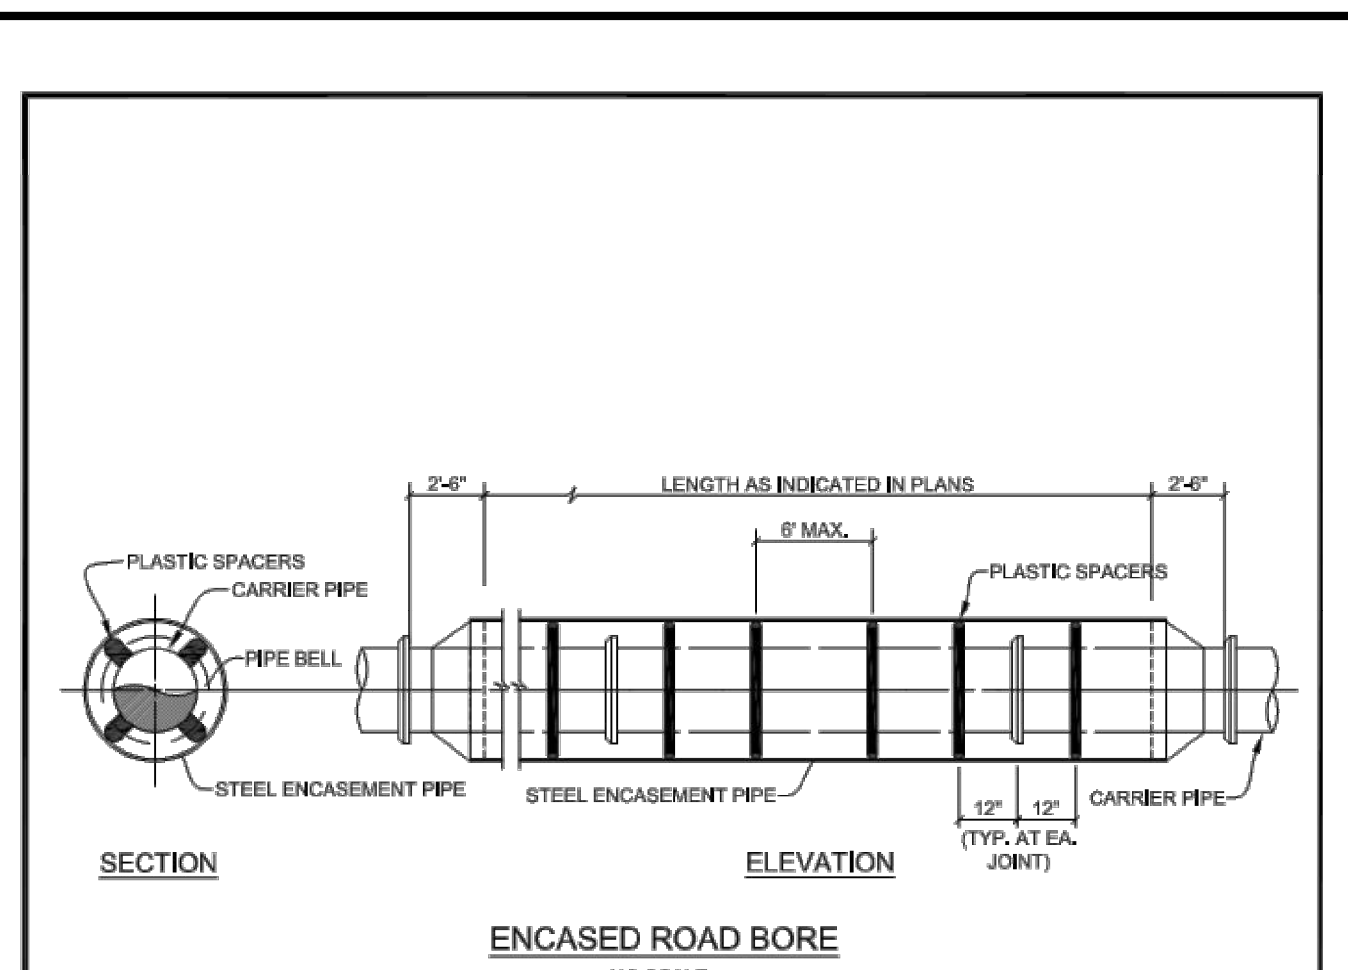 2'-6"
LENGTH AS INDICATED IN PLANS
2'-6"
6' MAX.
PLASTIC SPACERS
CARRIER PIPE
PLASTIC SPACERS
PIPE BELL
STEEL ENCASEMENT PIPE
STEEL ENCASEMENT PIPE
12" 12"
CARRIER PIPE
(TYP. AT EA.
JOINT)
SECTION
ELEVATION
ENCASED ROAD BORE